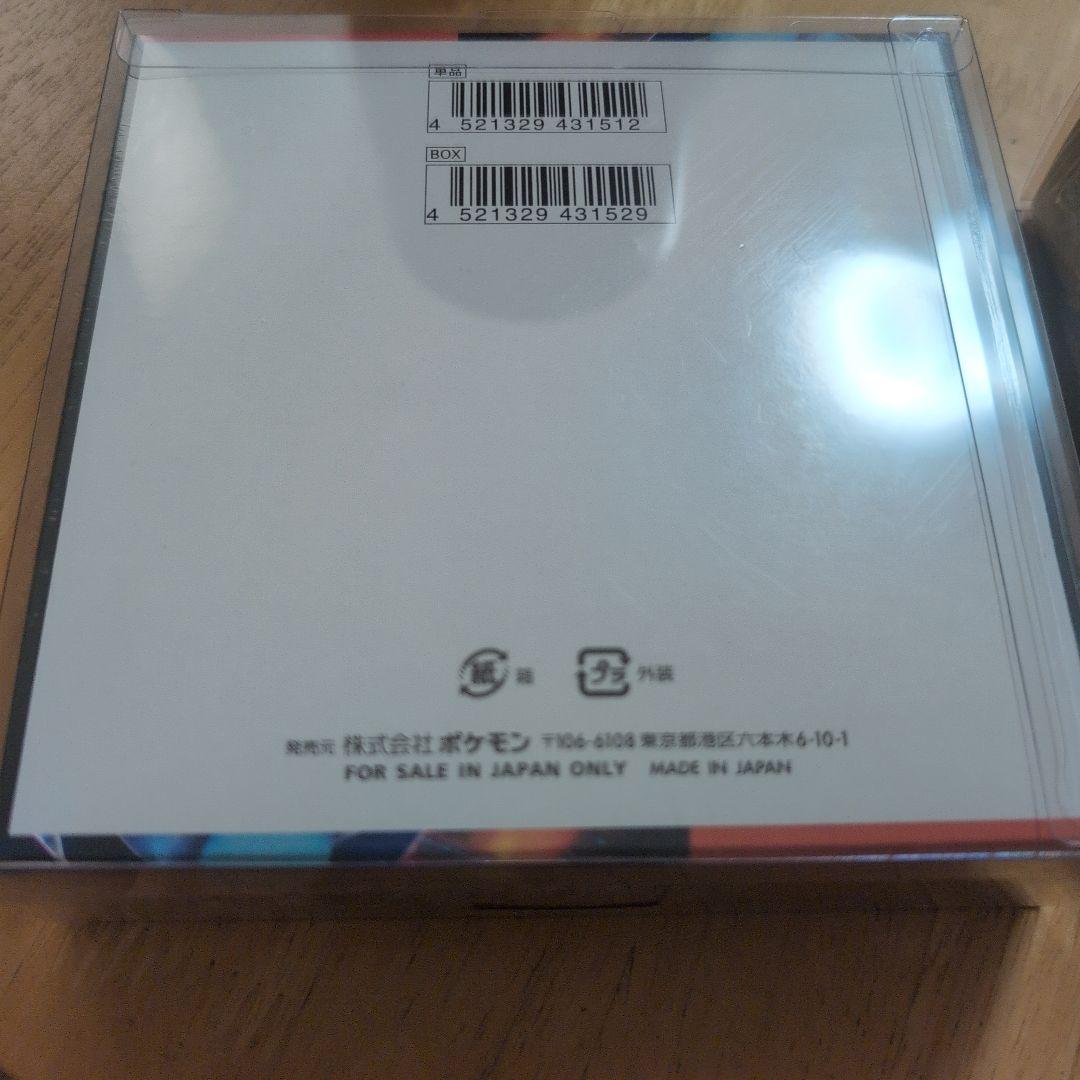 単品
4 521329 431512
BOX
4 521329 431529
紙 箱 プラ 外装
発売元 株式会社 ポケモン 〒106-6108 東京都港区六本木6-10-1
FOR SALE IN JAPAN ONLY MADE IN JAPAN